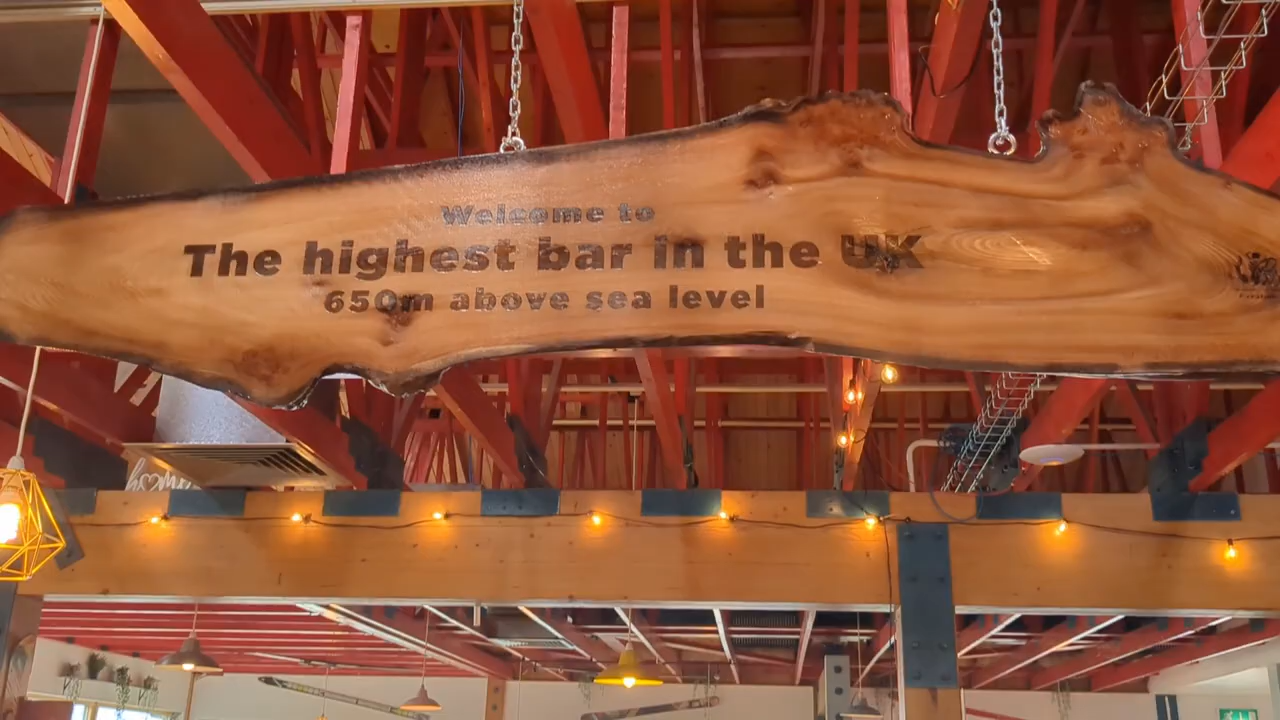 Welcome to
The highest bar in the UK
650m above sea level